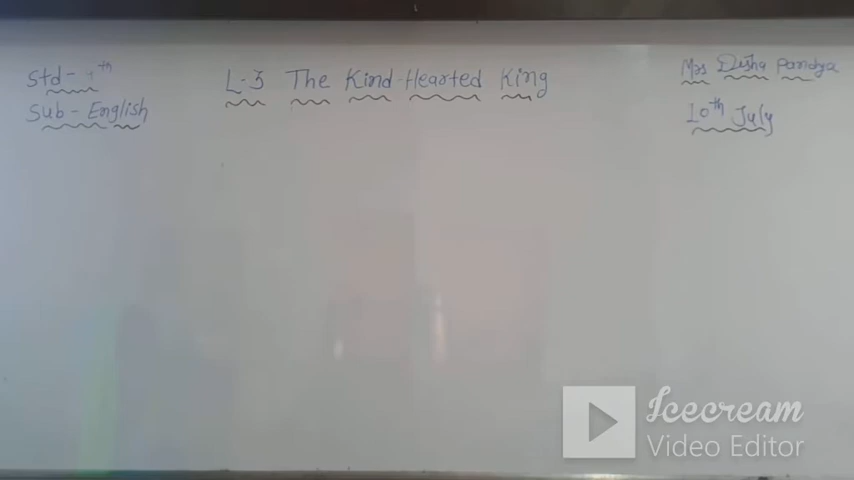 Std - th
L-3 The Kind-Hearted King
Mrs Disha Pandya
Sub - English
10th July
Icecream
VIDEO EDITOR